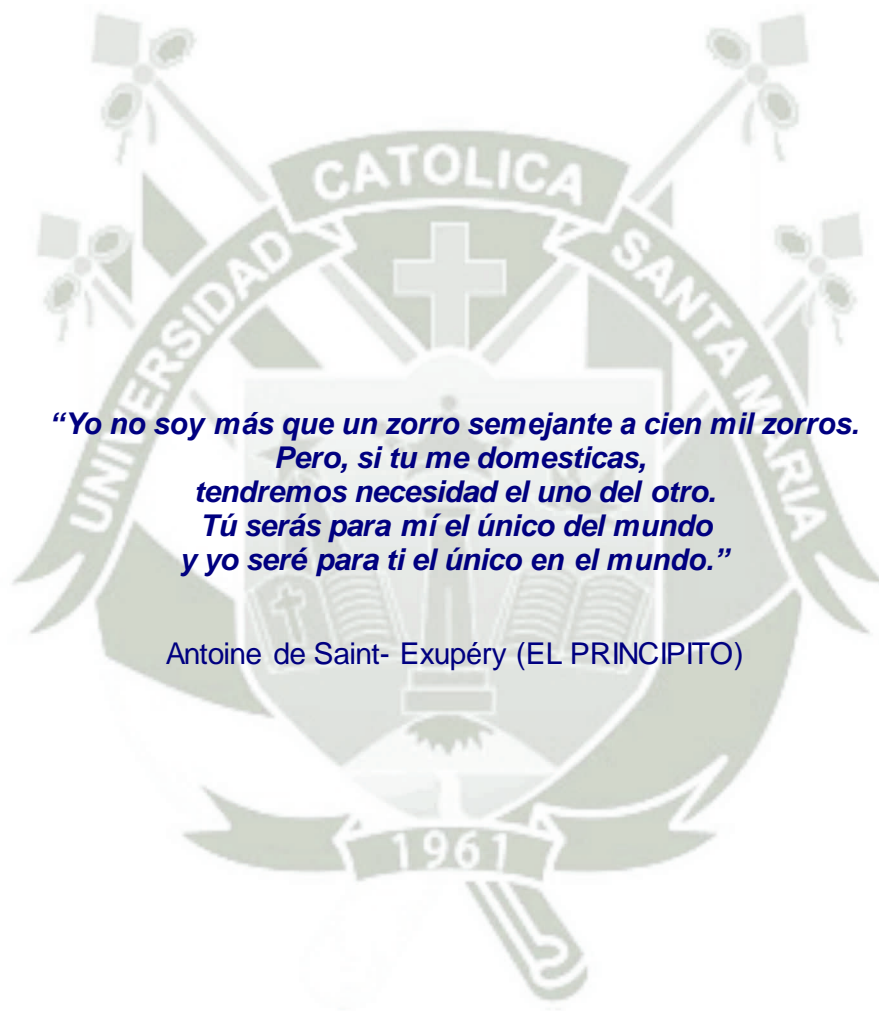 CATOLICA
UNIVERSIDAD
SANTA MARIA
“Yo no soy más que un zorro semejante a cien mil zorros.
Pero, si tu me domesticas,
tendremos necesidad el uno del otro.
Tú serás para mí el único del mundo
y yo seré para ti el único en el mundo.”
Antoine de Saint- Exupéry (EL PRINCIPITO)
1961